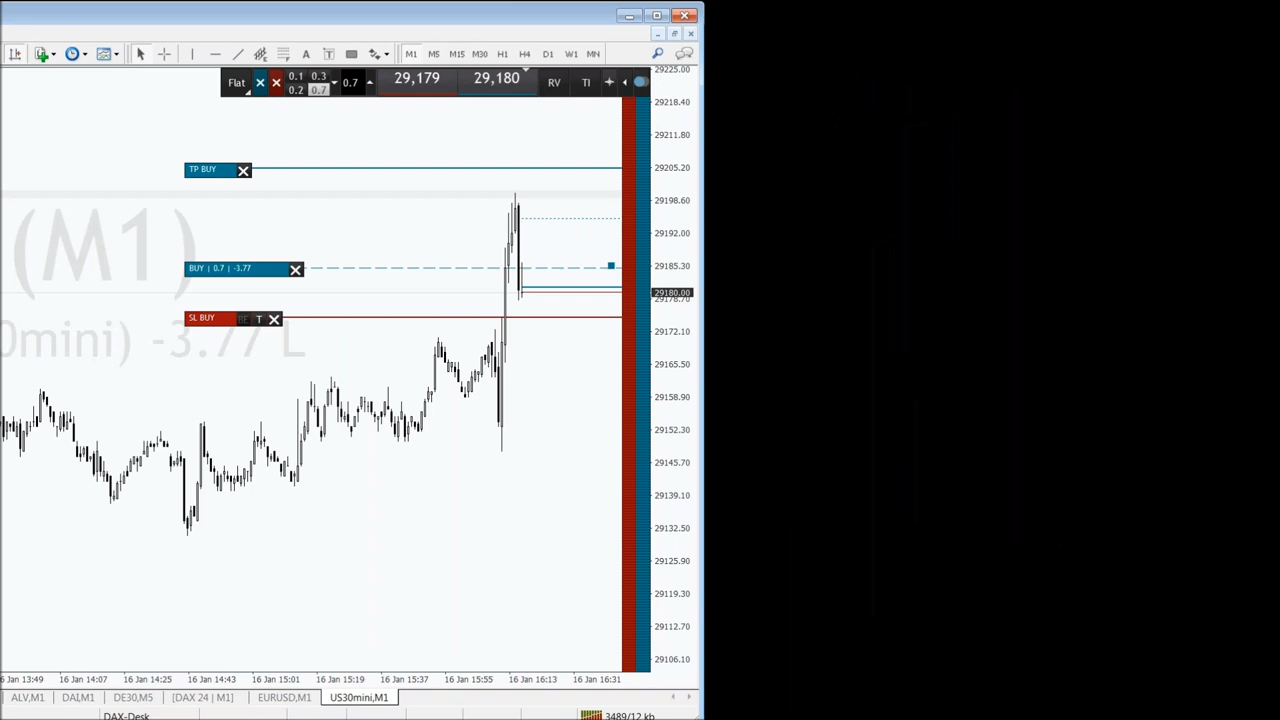 A T M1 M5 M15 M30 H1 H4 D1 W1 MN
Flat 0.1 0.3 0.2 0.7 0.7 29,179 29,180 RV TI
29225.00
29218.40
29211.80
TP BUY 29205.20
29198.60
(M1) 29192.00
BUY | 0.7 | -3.77 29185.30
29180.00
29178.70
SL BUY BE T
0mini) -3.77 L 29172.10
29165.50
29158.90
29152.30
29145.70
29139.10
29132.50
29125.90
29119.30
29112.70
29106.10
6 Jan 13:49 16 Jan 14:07 16 Jan 14:25 16 Jan 14:43 16 Jan 15:01 16 Jan 15:19 16 Jan 15:37 16 Jan 15:55 16 Jan 16:13 16 Jan 16:31
ALV,M1 DAI,M1 DE30,M5 [DAX 24 | M1] EURUSD,M1 US30mini,M1
DAX-Desk 3489/12 kb